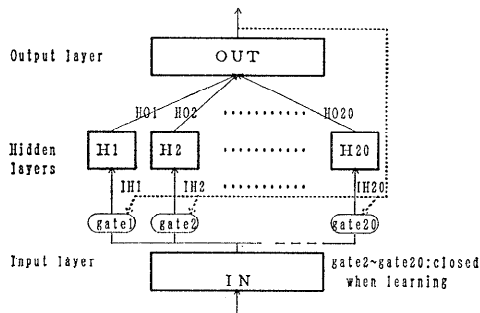 Output layer
OUT
HO1 HO2 HO20
Hidden
layers
H1 H2 H20
IH1 IH2 IH20
gate1 gate2 gate20
Input layer
IN
gate2~gate20:closed
when learning